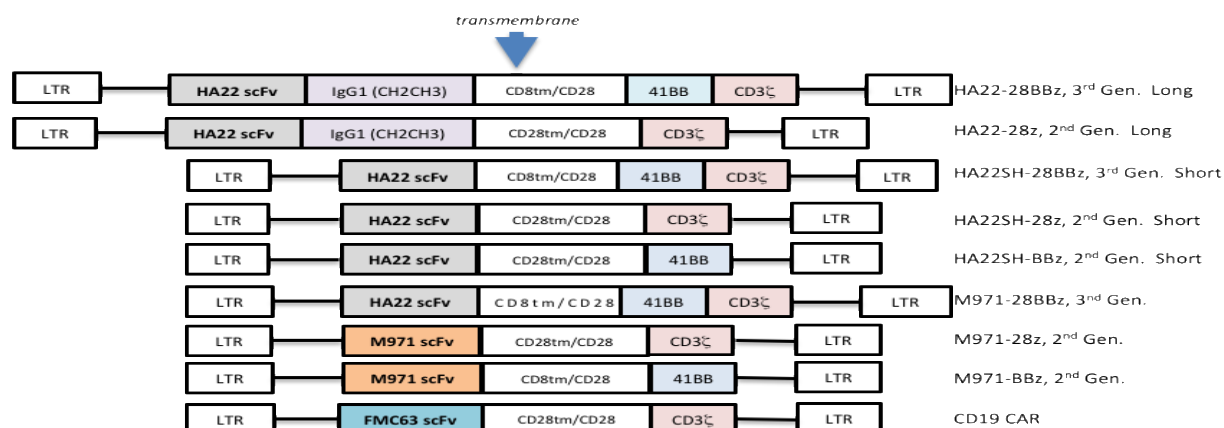 transmembrane
LTR HA22 scFv IgG1 (CH2CH3) CD8tm/CD28 41BB CD3ζ LTR HA22-28BBz, 3rd Gen. Long
LTR HA22 scFv IgG1 (CH2CH3) CD28tm/CD28 CD3ζ LTR HA22-28z, 2nd Gen. Long
LTR HA22 scFv CD8tm/CD28 41BB CD3ζ LTR HA22SH-28BBz, 3rd Gen. Short
LTR HA22 scFv CD28tm/CD28 CD3ζ LTR HA22SH-28z, 2nd Gen. Short
LTR HA22 scFv CD28tm/CD28 41BB LTR HA22SH-BBz, 2nd Gen. Short
LTR HA22 scFv CD8tm/CD28 41BB CD3ζ LTR M971-28BBz, 3nd Gen.
LTR M971 scFv CD28tm/CD28 CD3ζ LTR M971-28z, 2nd Gen.
LTR M971 scFv CD8tm/CD28 41BB LTR M971-BBz, 2nd Gen.
LTR FMC63 scFv CD28tm/CD28 CD3ζ LTR CD19 CAR